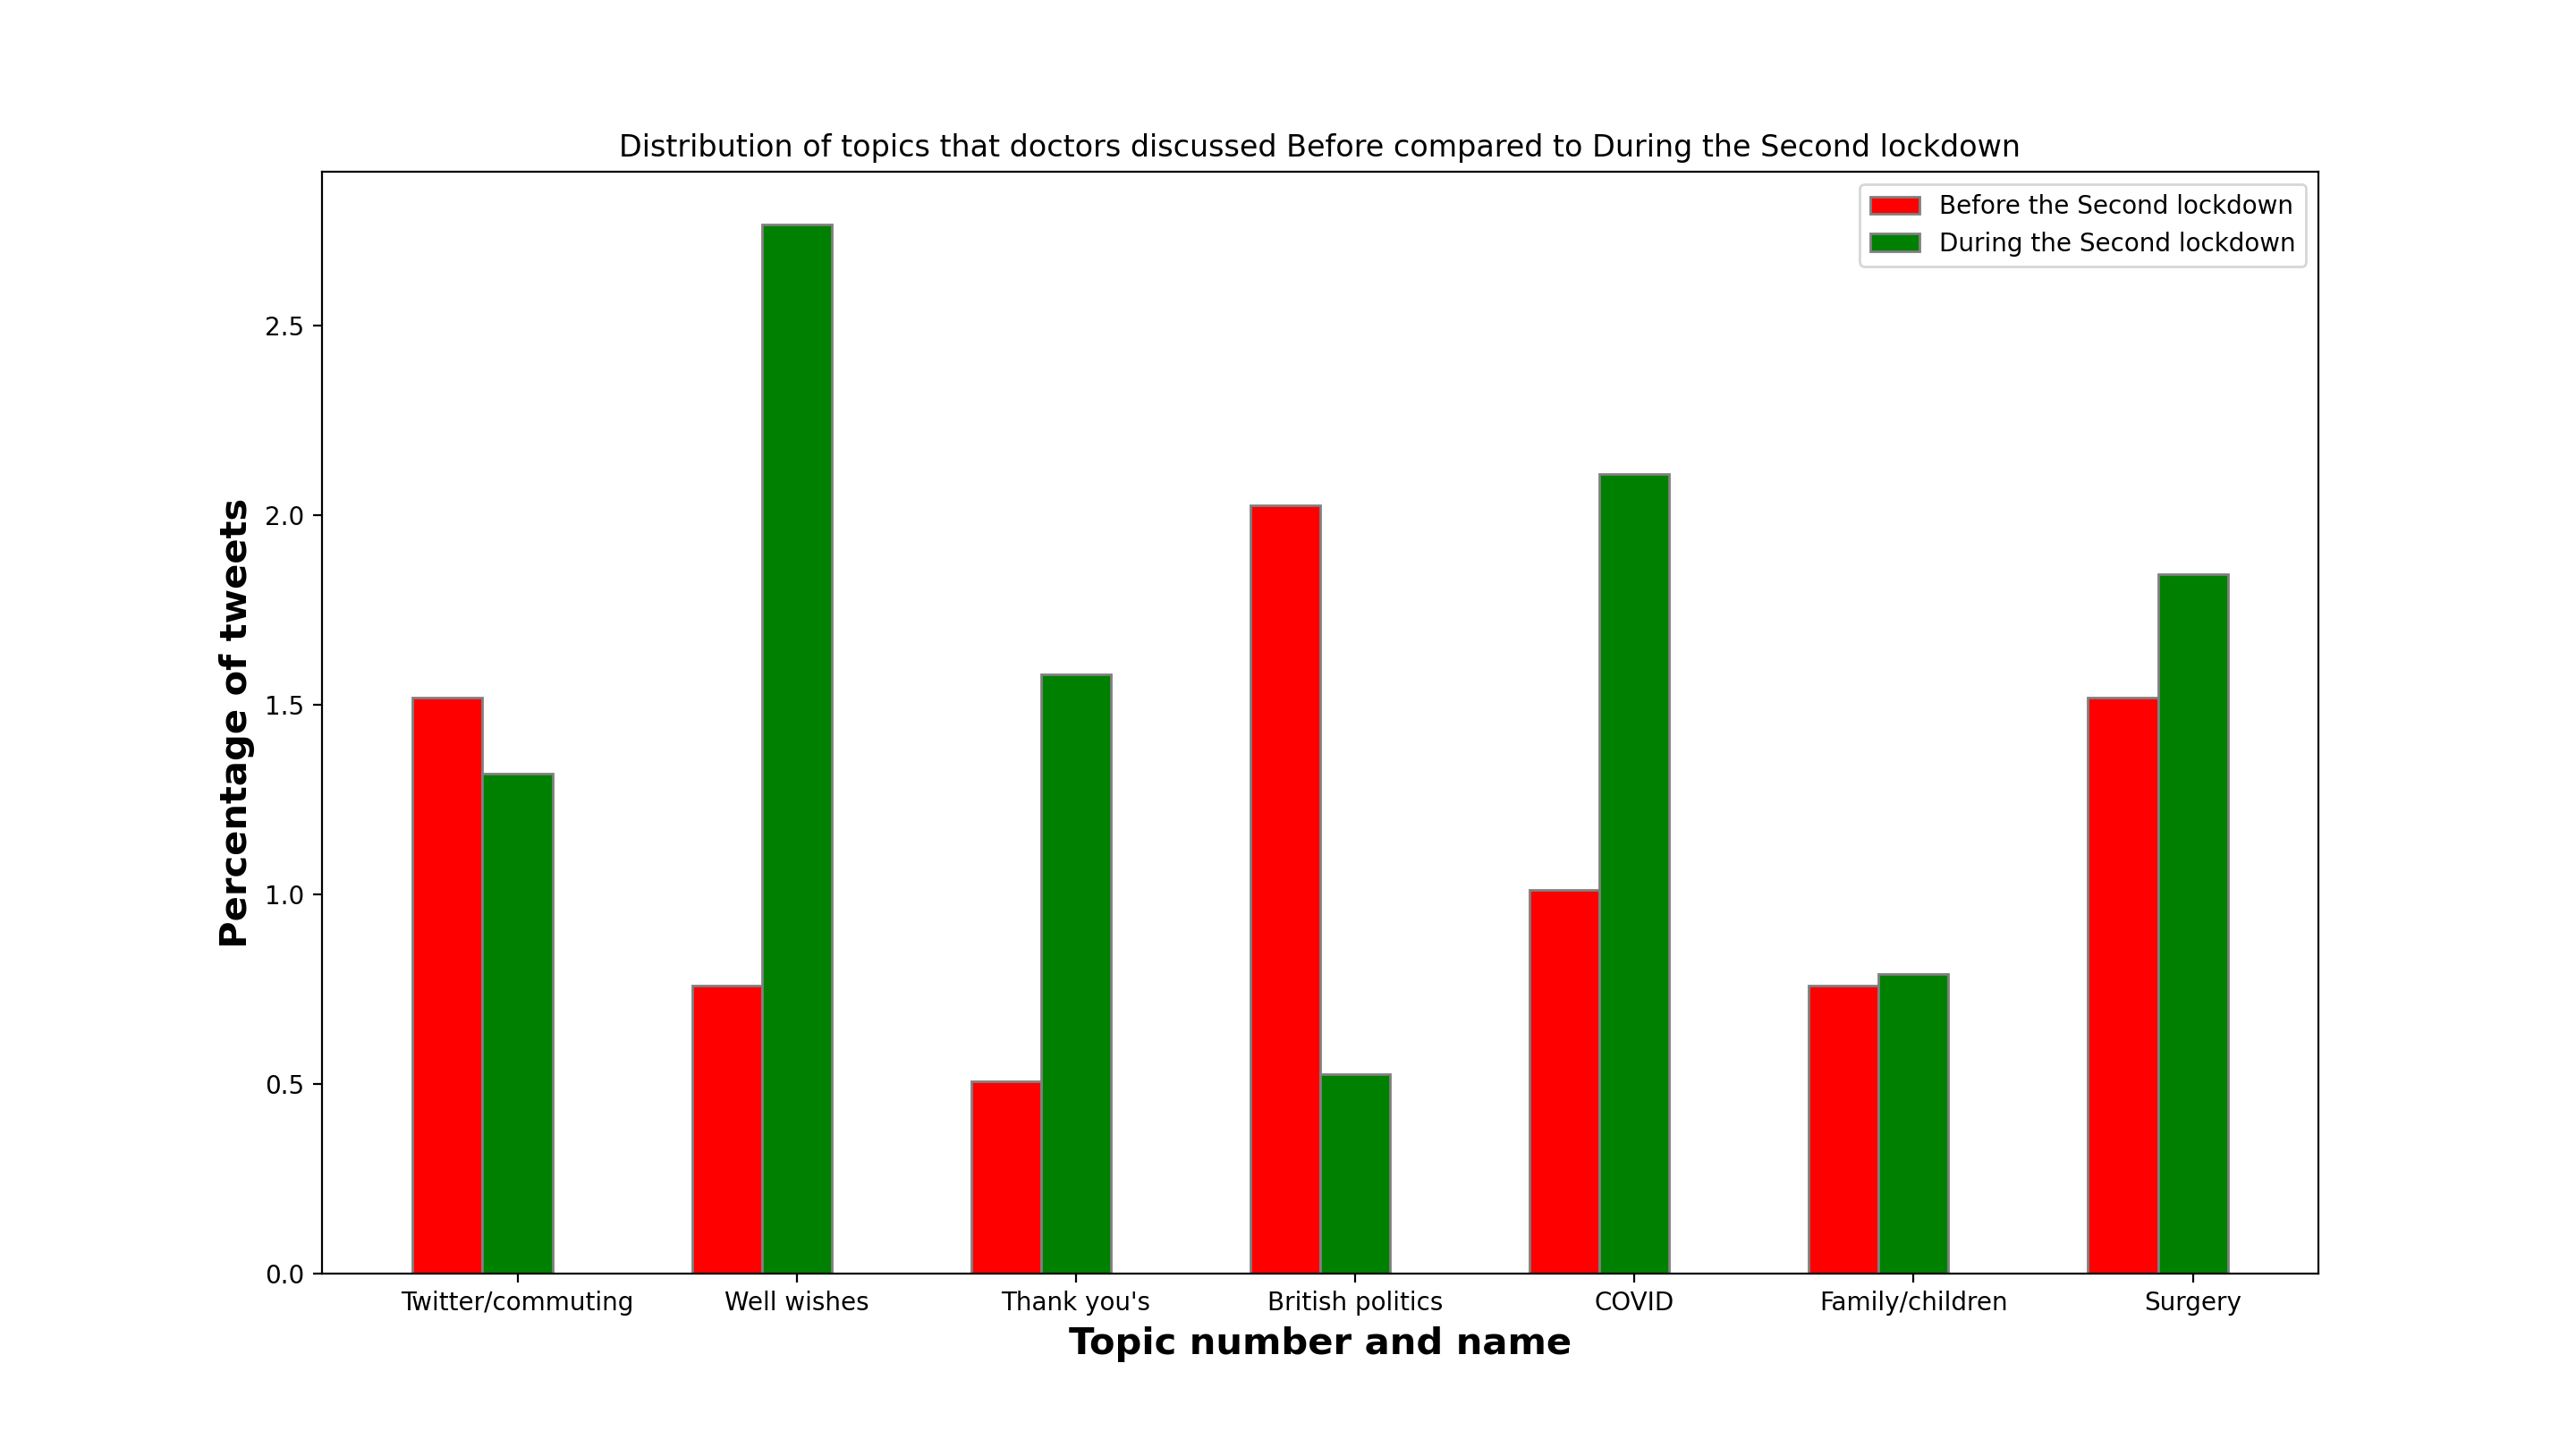 Distribution of topics that doctors discussed Before compared to During the Second lockdown
Before the Second lockdown
During the Second lockdown
Percentage of tweets
2.5
2.0
1.5
1.0
0.5
0.0
Twitter/commuting Well wishes Thank you's British politics COVID Family/children Surgery
Topic number and name